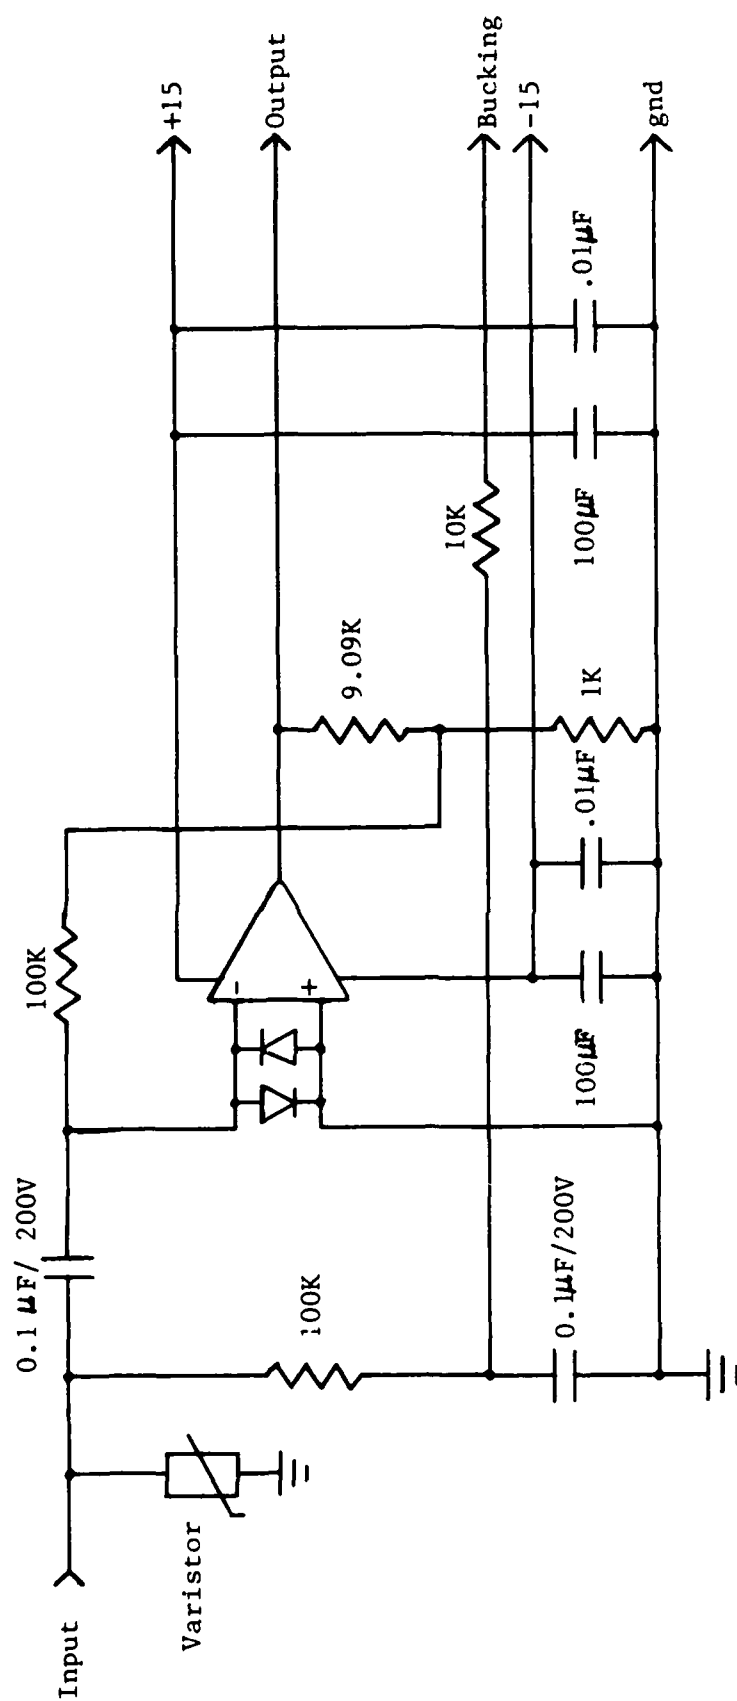 Input
Varistor
0.1 µF/ 200V
100K
0.1µF/200V
100K
-
+
100µF
.01µF
9.09K
1K
10K
100µF
.01µF
+15
Output
Bucking
-15
gnd